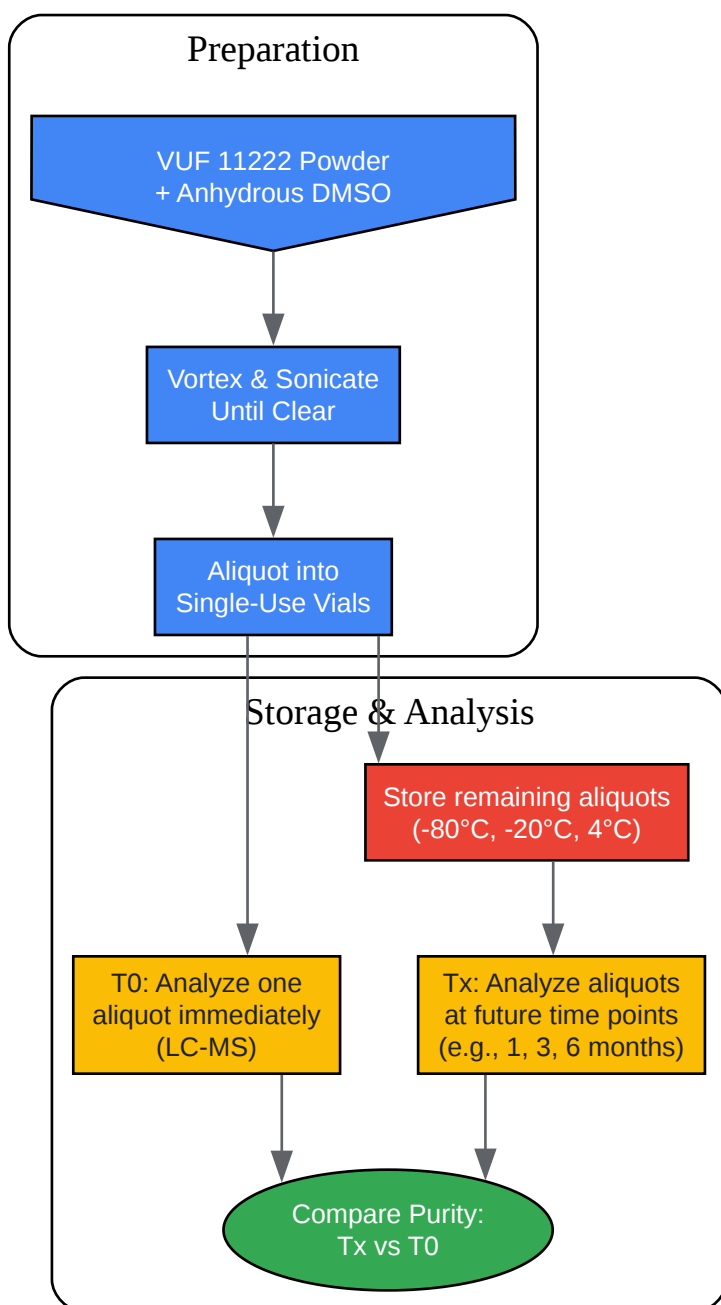 Preparation
VUF 11222 Powder
+ Anhydrous DMSO
Vortex & Sonicate
Until Clear
Aliquot into
Single-Use Vials
Storage & Analysis
Store remaining aliquots
(-80°C, -20°C, 4°C)
T0: Analyze one
aliquot immediately
(LC-MS)
Tx: Analyze aliquots
at future time points
(e.g., 1, 3, 6 months)
Compare Purity:
Tx vs T0